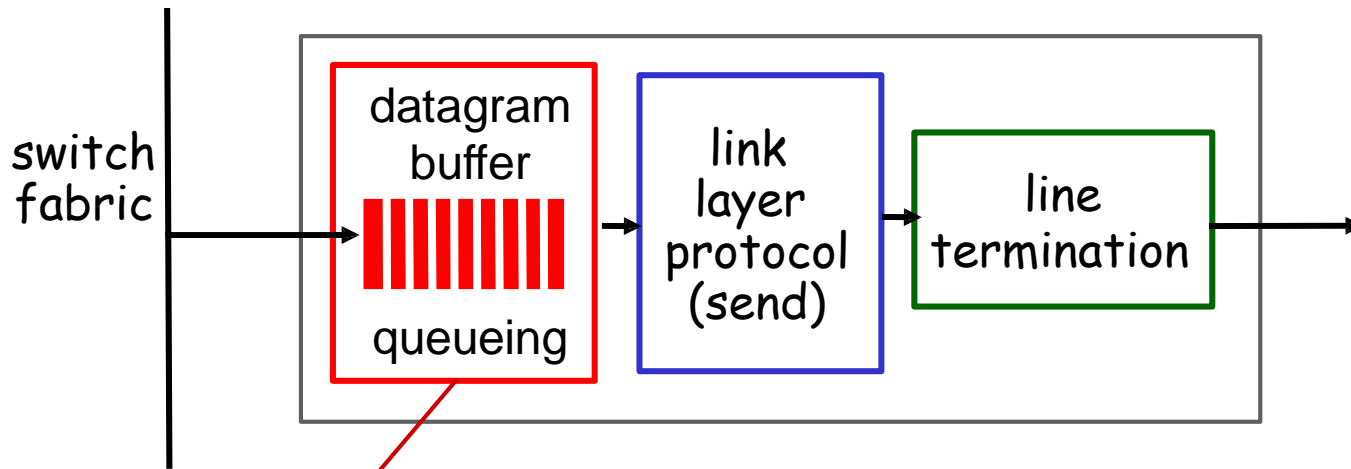 switch
fabric
datagram
buffer
queueing
link
layer
protocol
(send)
line
termination